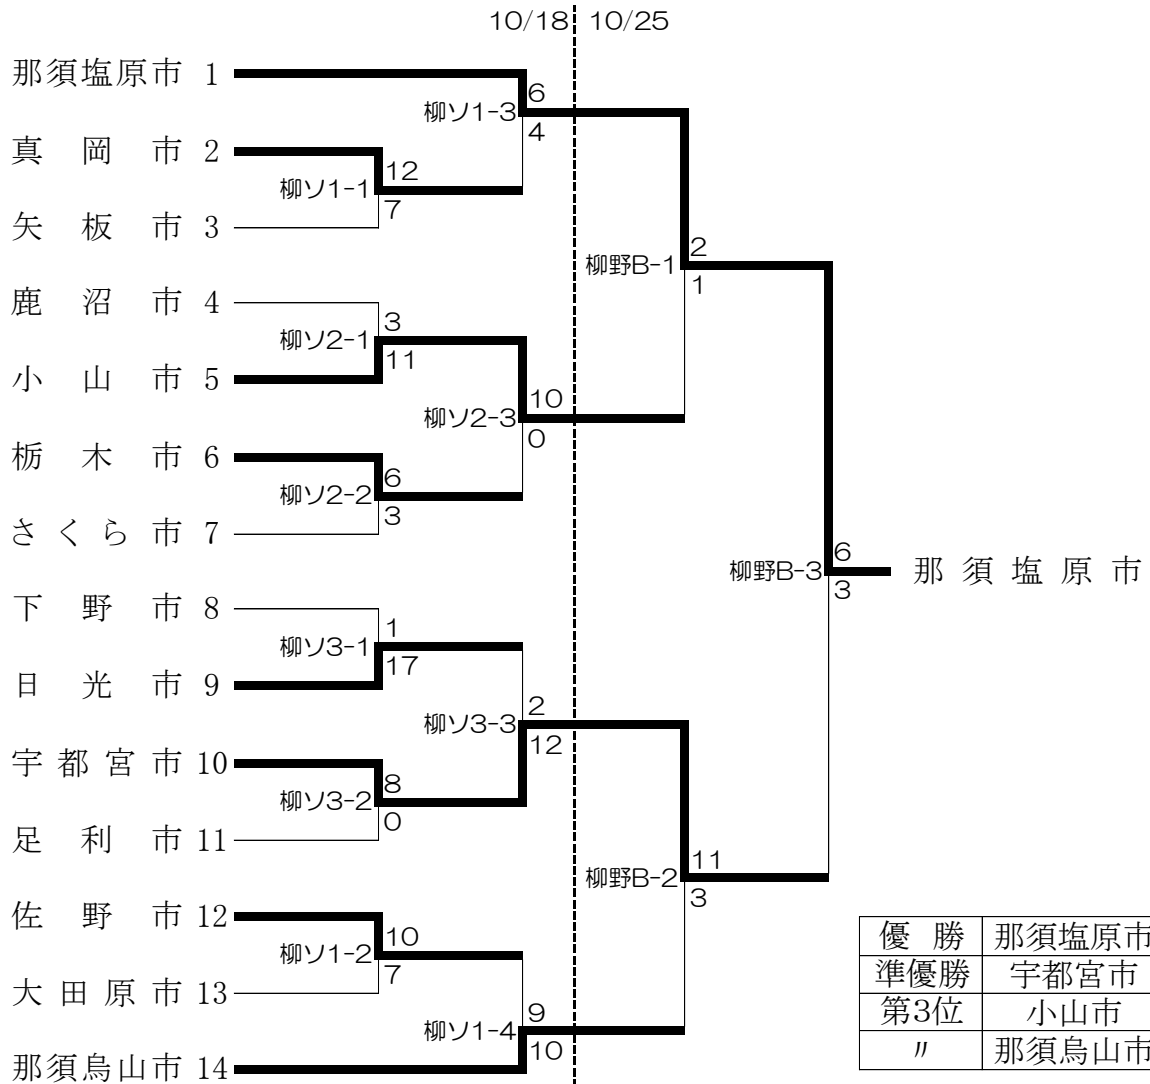 10/18 10/25
那須塩原市 1
6
柳ソ1-3
4
真岡市 2
12
柳ソ1-1
7
矢板市 3
2
柳野B-1
1
鹿沼市 4
3
柳ソ2-1
11
小山市 5
10
柳ソ2-3
0
栃木市 6
6
柳ソ2-2
3
さくら市 7
6
柳野B-3 那須塩原市
3
下野市 8
1
柳ソ3-1
17
日光市 9
2
柳ソ3-3
12
宇都宮市 10
8
柳ソ3-2
0
足利市 11
11
柳野B-2
3
佐野市 12
10
柳ソ1-2
7
大田原市 13
9
柳ソ1-4
10
那須烏山市 14
優勝 那須塩原市
準優勝 宇都宮市
第3位 小山市
〃 那須烏山市